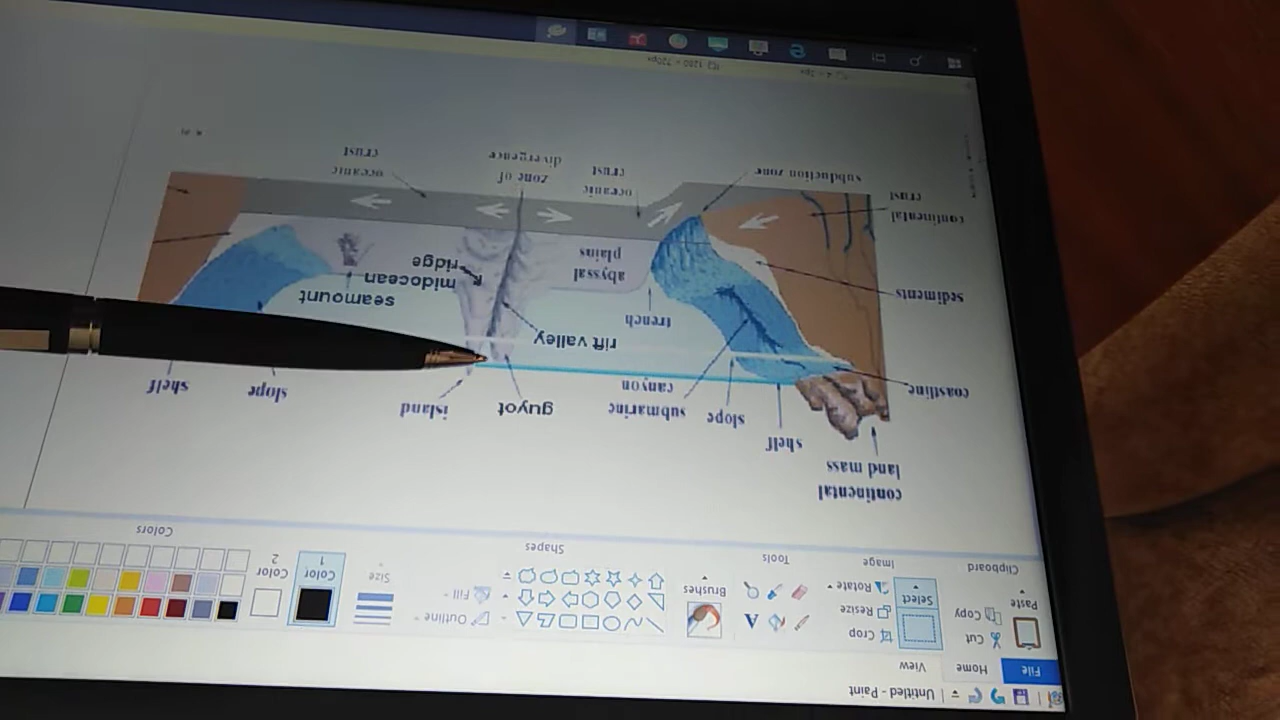 Untitled - Paint
File Home View
Paste
Cut
Copy
Clipboard
Select
Crop
Resize
Rotate
Image
A
Tools
Brushes
Shapes
Outline
Fill
Size
Color
1
Color
2
Colors
continental
land mass
shelf
slope
submarine
canyon
guyot
island
slope
shelf
coastline
rift valley
trench
sediments
seamount
midocean
ridge
abyssal
plains
continental
crust
subduction zone
oceanic
crust
zone of
divergence
oceanic
crust